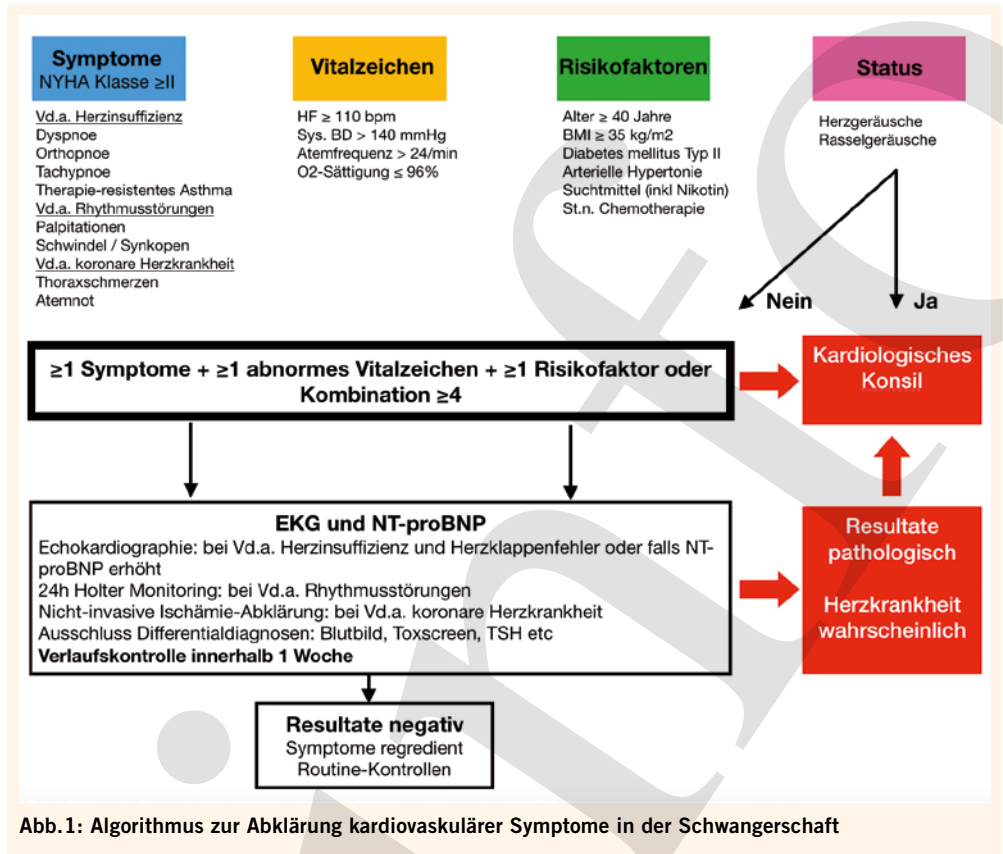 Symptome
NYHA Klasse ≥II
Vd.a. Herzinsuffizienz
Dyspnoe
Orthopnoe
Tachypnoe
Therapie-resistentes Asthma
Vd.a. Rhythmusstörungen
Palpitationen
Schwindel / Synkopen
Vd.a. koronare Herzkrankheit
Thoraxschmerzen
Atemnot
Vitalzeichen
HF ≥ 110 bpm
Sys. BD > 140 mmHg
Atemfrequenz > 24/min
O2-Sättigung ≤ 96%
Risikofaktoren
Alter ≥ 40 Jahre
BMI ≥ 35 kg/m2
Diabetes mellitus Typ II
Arterielle Hypertonie
Suchtmittel (inkl Nikotin)
St.n. Chemotherapie
Status
Herzgeräusche
Rasselgeräusche
Nein
Ja
≥1 Symptome + ≥1 abnormes Vitalzeichen + ≥1 Risikofaktor oder
Kombination ≥4
Kardiologisches
Konsil
EKG und NT-proBNP
Echokardiographie: bei Vd.a. Herzinsuffizienz und Herzklappenfehler oder falls NT-
proBNP erhöht
24h Holter Monitoring: bei Vd.a. Rhythmusstörungen
Nicht-invasive Ischämie-Abklärung: bei Vd.a. koronare Herzkrankheit
Ausschluss Differentialdiagnosen: Blutbild, Toxscreen, TSH etc
Verlaufskontrolle innerhalb 1 Woche
Resultate
pathologisch
Herzkrankheit
wahrscheinlich
Resultate negativ
Symptome regredient
Routine-Kontrollen
Abb.1: Algorithmus zur Abklärung kardiovaskulärer Symptome in der Schwangerschaft